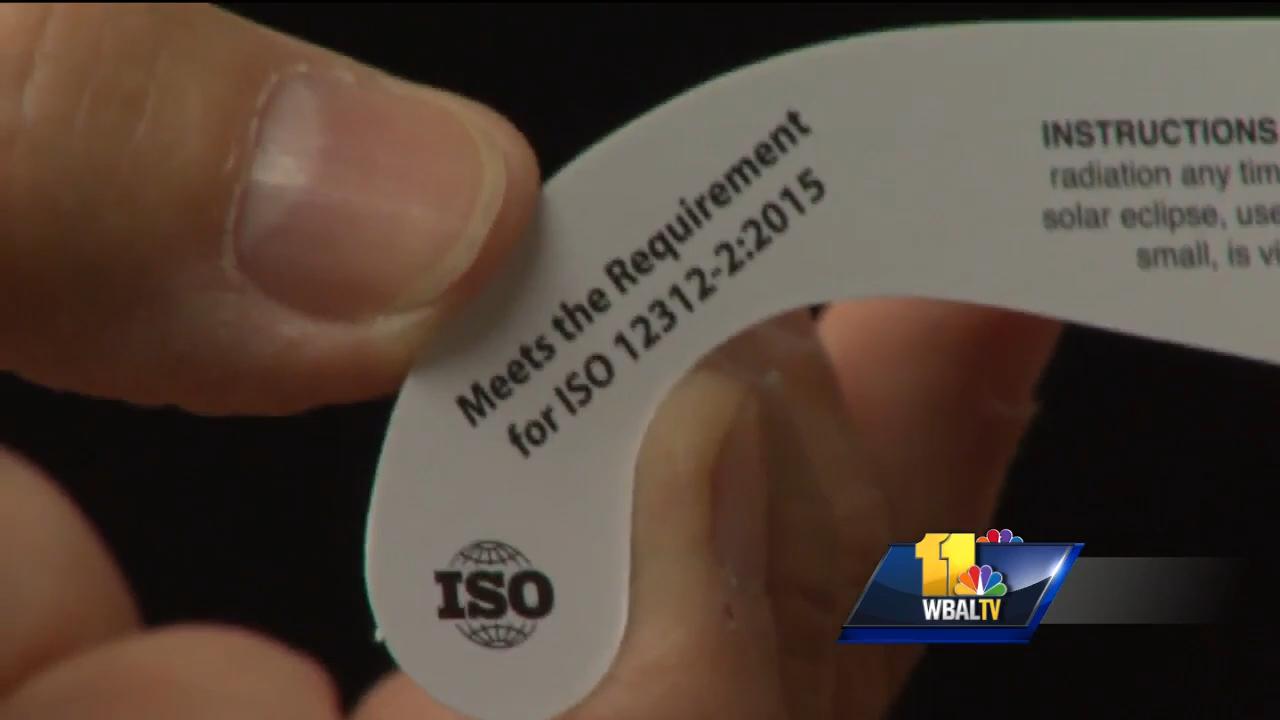 Meets the Requirement
for ISO 12312-2:2015
ISO
INSTRUCTIONS
radiation any tim
solar eclipse, use
small, is v
11
WBALTV